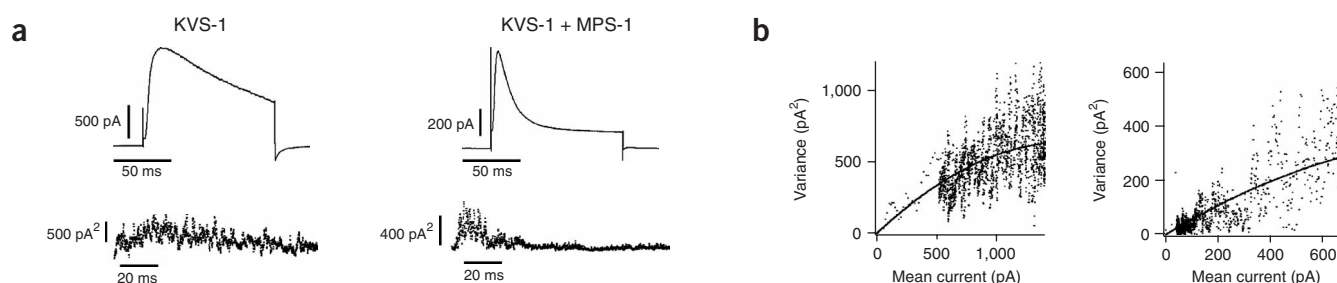 a
KVS-1
KVS-1 + MPS-1
500 pA
50 ms
200 pA
50 ms
500 pA²
20 ms
400 pA²
20 ms
b
Variance (pA²)
1,000
500
0
0 500 1,000
Mean current (pA)
Variance (pA²)
600
400
200
0
0 200 400 600
Mean current (pA)